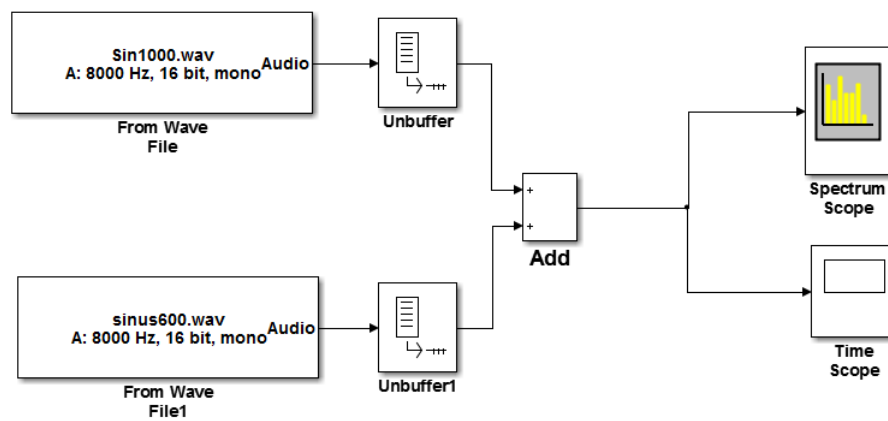 Sin1000.wav
A: 8000 Hz, 16 bit, mono
Audio
From Wave
File
Unbuffer
Spectrum
Scope
+
+
Add
sinus600.wav
A: 8000 Hz, 16 bit, mono
Audio
From Wave
File1
Unbuffer1
Time
Scope